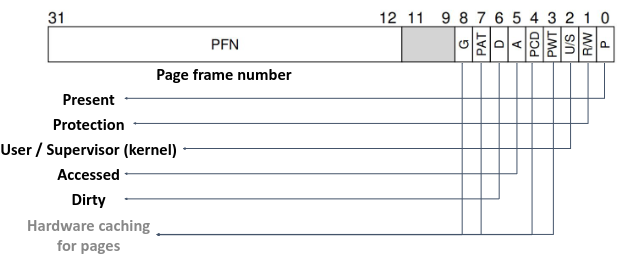 31 12 11 9 8 7 6 5 4 3 2 1 0
PFN G PAT D A PCD PWT U/S R/W P
Page frame number
Present
Protection
User / Supervisor (kernel)
Accessed
Dirty
Hardware caching
for pages